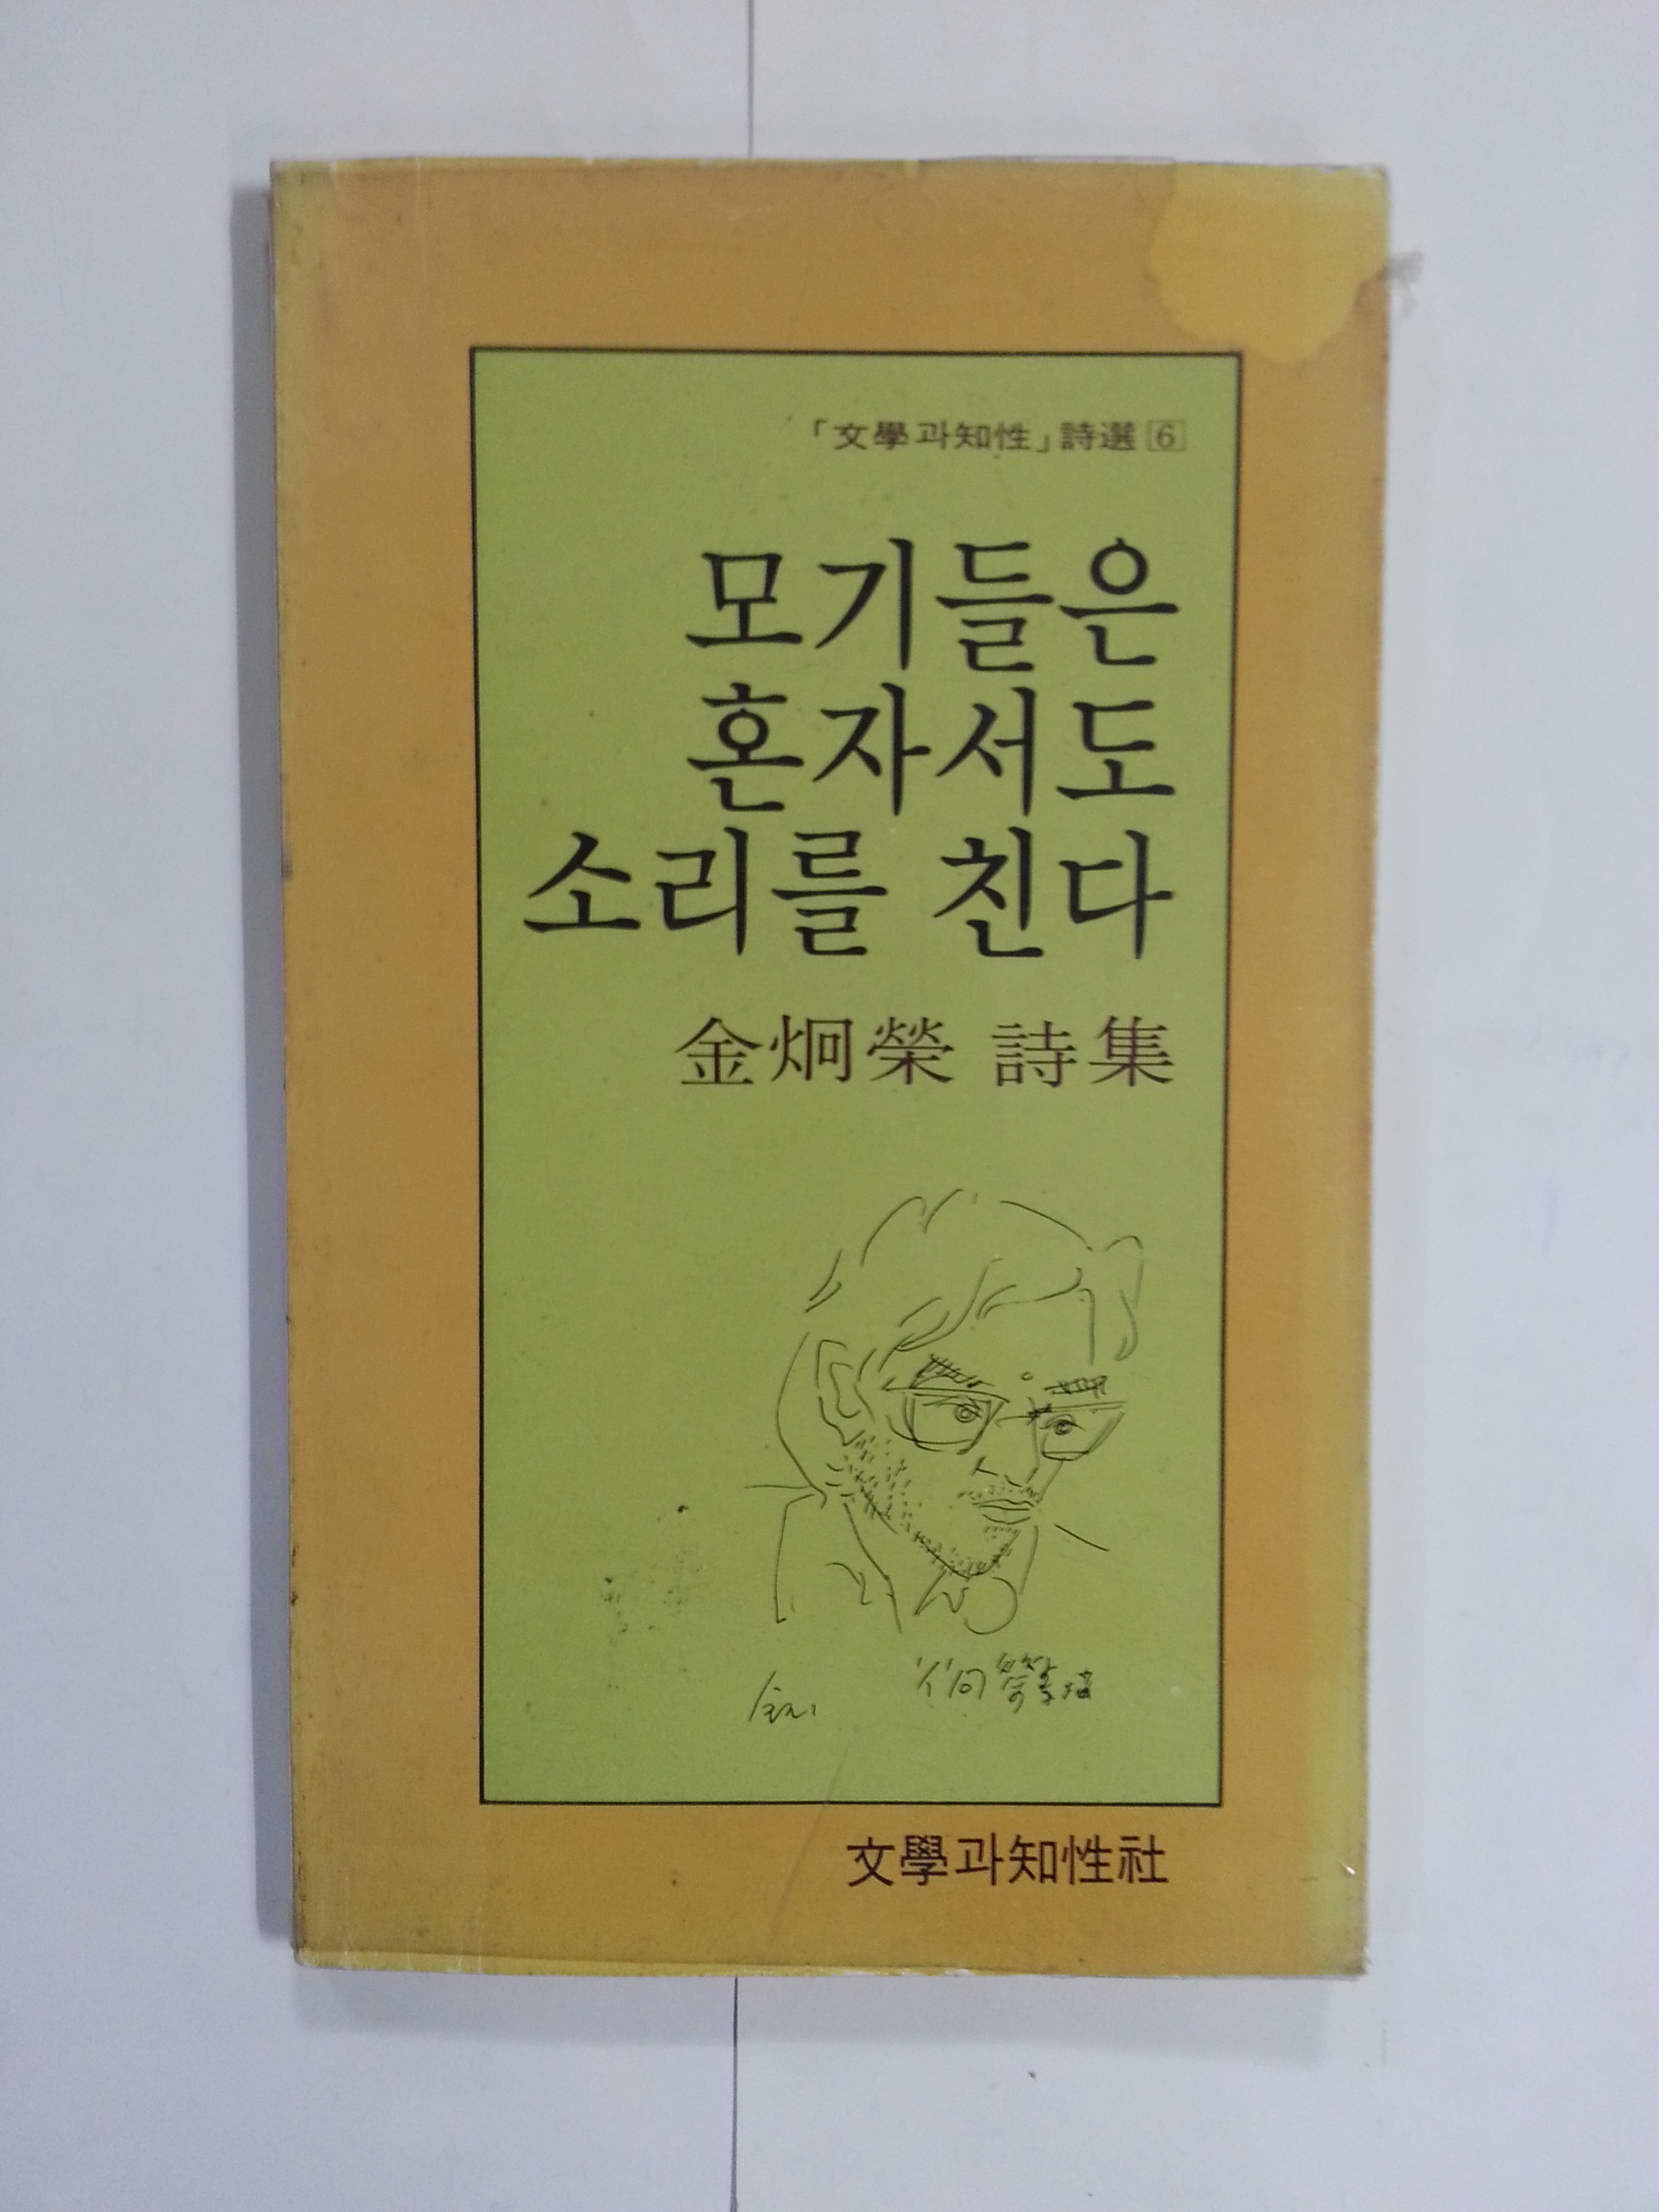 「文學과知性」詩選 6
모기들은
혼자서도
소리를 친다
金炯榮 詩集
文學과知性社